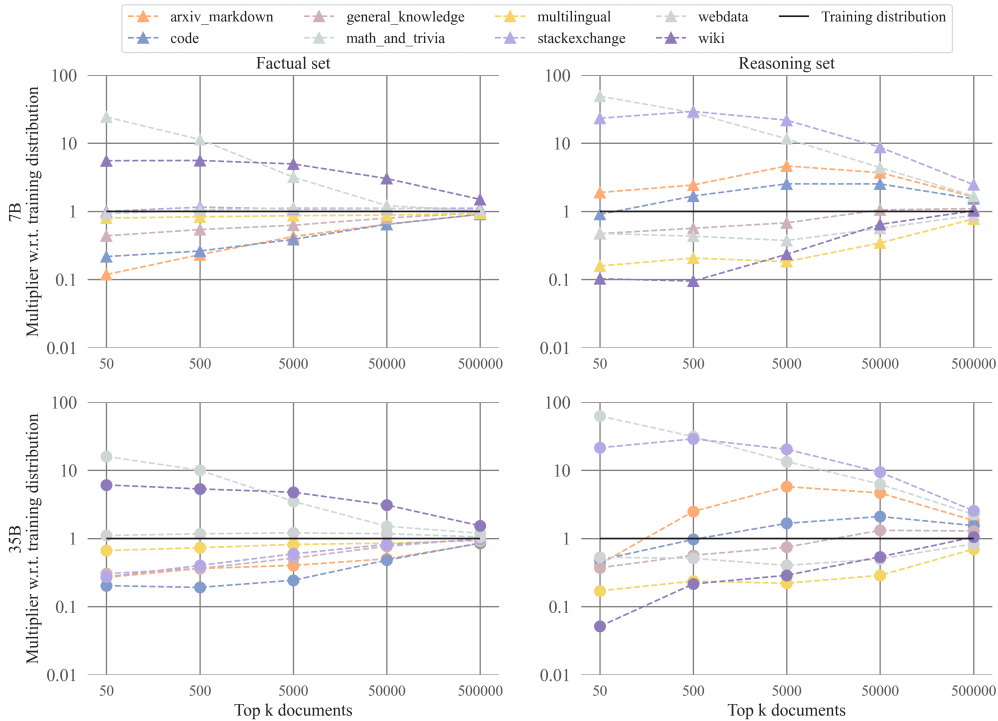 arxiv_markdown general_knowledge multilingual webdata Training distribution
code math_and_trivia stackexchange wiki
Factual set Reasoning set
Multiplier w.r.t. training distribution
7B
100 100
10 10
1 1
0.1 0.1
0.01 0.01
50 500 5000 50000 500000 50 500 5000 50000 500000
Multiplier w.r.t. training distribution
35B
100 100
10 10
1 1
0.1 0.1
0.01 0.01
50 500 5000 50000 500000 50 500 5000 50000 500000
Top k documents Top k documents